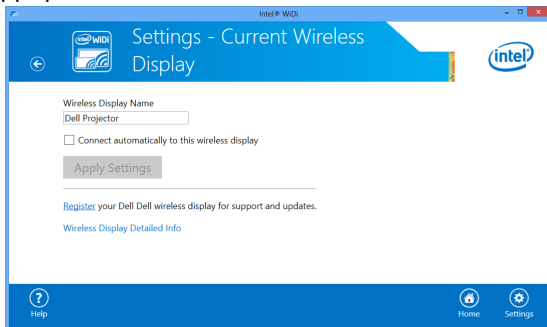 Intel® WiDi
intel WiDi
Settings - Current Wireless
Display
intel
Wireless Display Name
Dell Projector
Connect automatically to this wireless display
Apply Settings
Register your Dell Dell wireless display for support and updates.
Wireless Display Detailed Info
?
Help
Home
Settings